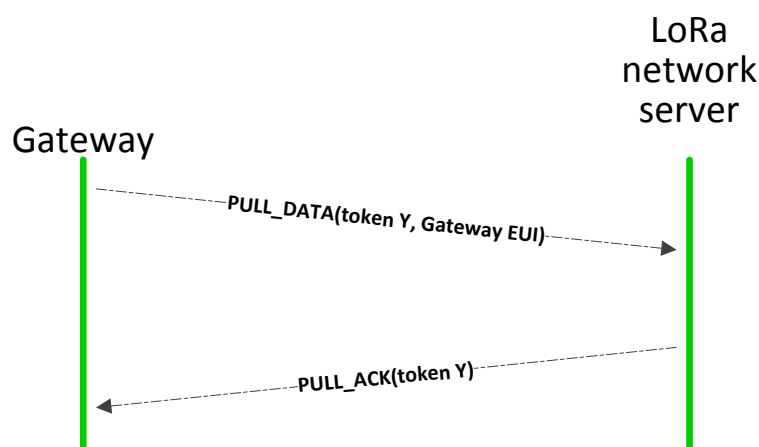 LoRa
network
server
Gateway
PULL_DATA(token Y, Gateway EUI)
PULL_ACK(token Y)